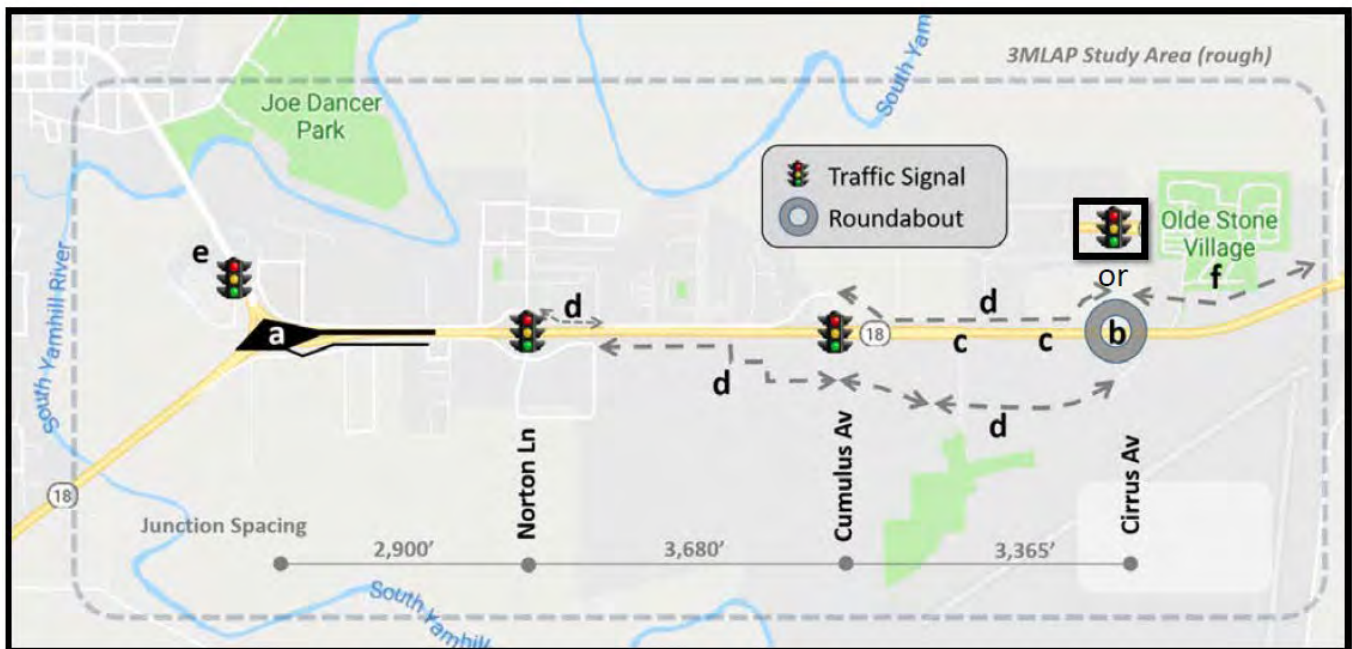 3MLAP Study Area (rough)
South Yam
Joe Dancer
Park
Traffic Signal
Roundabout
Olde Stone
Village
or
e
f
South Yamhill River
a
d
18
c
c
d
b
d
d
18
Norton Ln
Cumulus Av
Cirrus Av
Junction Spacing
2,900’
3,680’
3,365’
South Yamhill